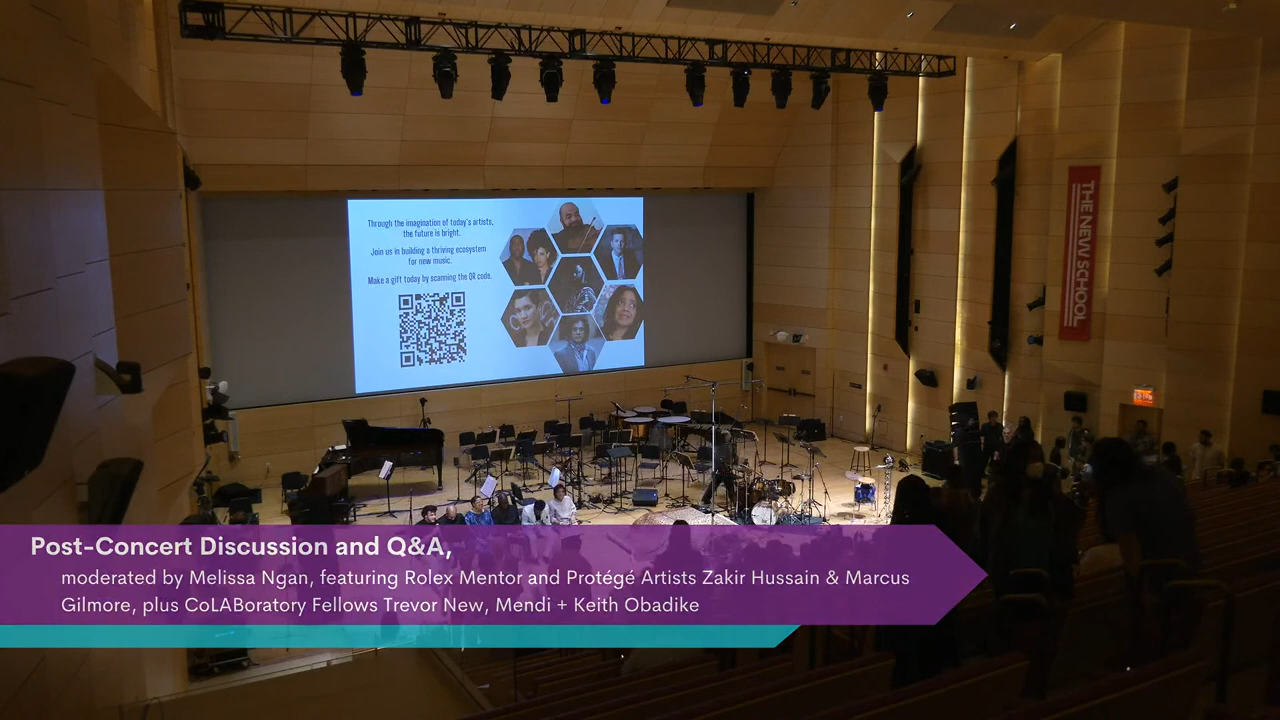 Through the imagination of today's artists,
the future is bright.
Join us in building a thriving ecosystem
for new music.
Make a gift today by scanning the QR code.
THE NEW SCHOOL
Post-Concert Discussion and Q&A,
moderated by Melissa Ngan, featuring Rolex Mentor and Protégé Artists Zakir Hussain & Marcus
Gilmore, plus CoLABoratory Fellows Trevor New, Mendi + Keith Obadike